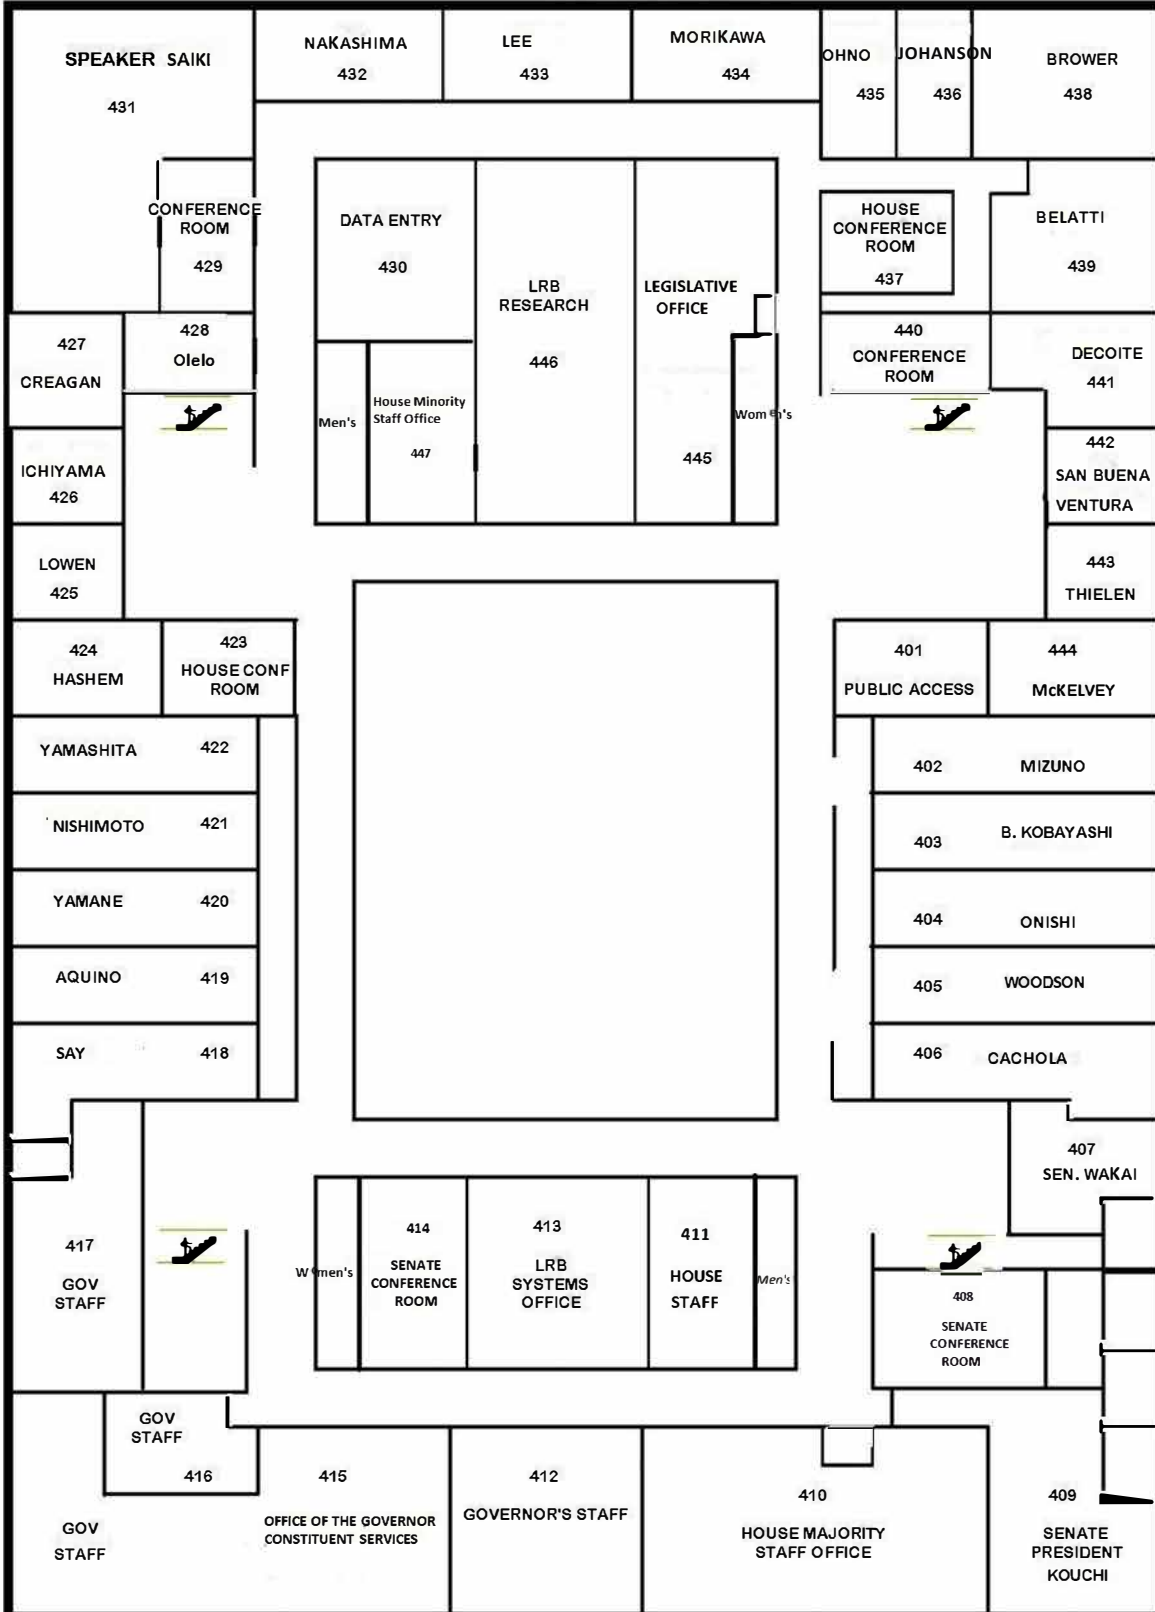 SPEAKER SAIKI
431
NAKASHIMA
432
LEE
433
MORIKAWA
434
OHNO
435
JOHANSON
436
BROWER
438
CONFERENCE
ROOM
429
DATA ENTRY
430
LRB
RESEARCH
446
LEGISLATIVE
OFFICE
445
HOUSE
CONFERENCE
ROOM
437
BELATTI
439
427
CREAGAN
428
Olelo
Men's
House Minority
Staff Office
447
Women's
440
CONFERENCE
ROOM
DECOITE
441
ICHIYAMA
426
442
SAN BUENA
VENTURA
LOWEN
425
443
THIELEN
424
HASHEM
423
HOUSE CONF
ROOM
401
PUBLIC ACCESS
444
McKELVEY
YAMASHITA 422
402 MIZUNO
NISHIMOTO 421
403 B. KOBAYASHI
YAMANE 420
404 ONISHI
AQUINO 419
405 WOODSON
SAY 418
406 CACHOLA
407
SEN. WAKAI
417
GOV
STAFF
Women's
414
SENATE
CONFERENCE
ROOM
413
LRB
SYSTEMS
OFFICE
411
HOUSE
STAFF
Men's
408
SENATE
CONFERENCE
ROOM
GOV
STAFF
416
GOV
STAFF
415
OFFICE OF THE GOVERNOR
CONSTITUENT SERVICES
412
GOVERNOR'S STAFF
410
HOUSE MAJORITY
STAFF OFFICE
409
SENATE
PRESIDENT
KOUCHI